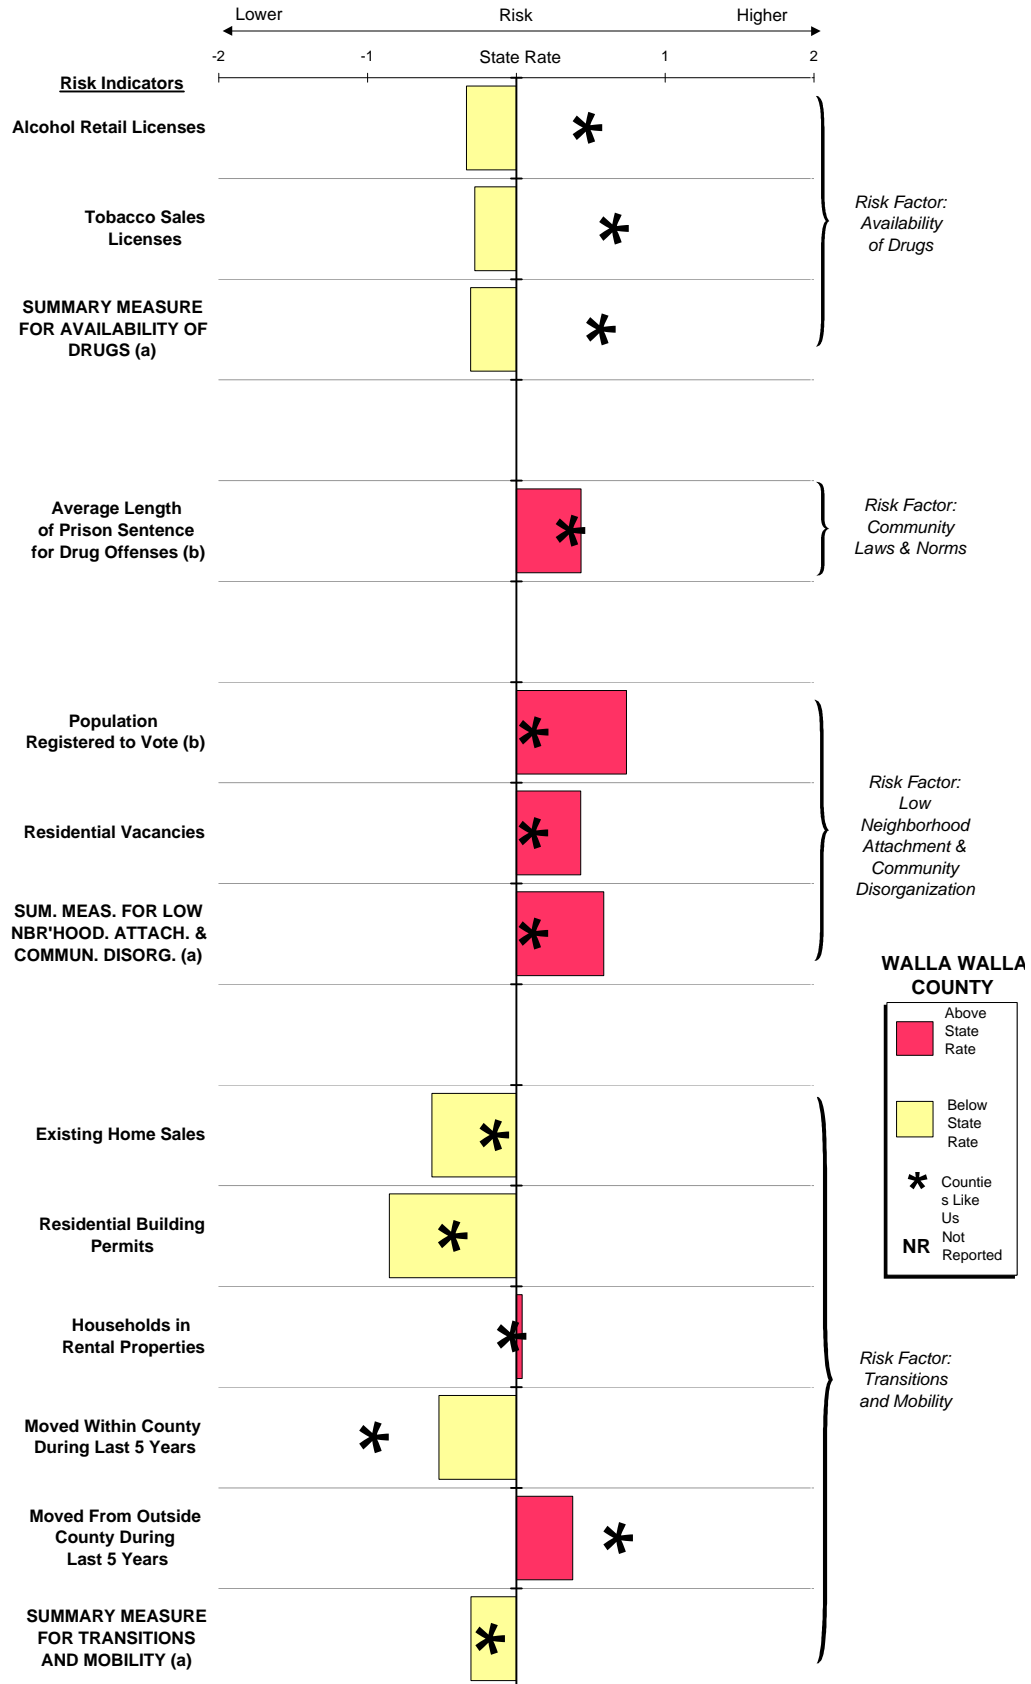 Lower
Risk
Higher
-2
-1
State Rate
1
2
Risk Indicators
Alcohol Retail Licenses
Tobacco Sales
Licenses
SUMMARY MEASURE
FOR AVAILABILITY OF
DRUGS (a)
Risk Factor:
Availability
of Drugs
Average Length
of Prison Sentence
for Drug Offenses (b)
Risk Factor:
Community
Laws & Norms
Population
Registered to Vote (b)
Residential Vacancies
SUM. MEAS. FOR LOW
NBR'HOOD. ATTACH. &
COMMUN. DISORG. (a)
Risk Factor:
Low
Neighborhood
Attachment &
Community
Disorganization
WALLA WALLA
COUNTY
Above
State
Rate
Below
State
Rate
* Countie
s Like
Us
NR Not
Reported
Existing Home Sales
Residential Building
Permits
Households in
Rental Properties
Moved Within County
During Last 5 Years
Moved From Outside
County During
Last 5 Years
SUMMARY MEASURE
FOR TRANSITIONS
AND MOBILITY (a)
Risk Factor:
Transitions
and Mobility